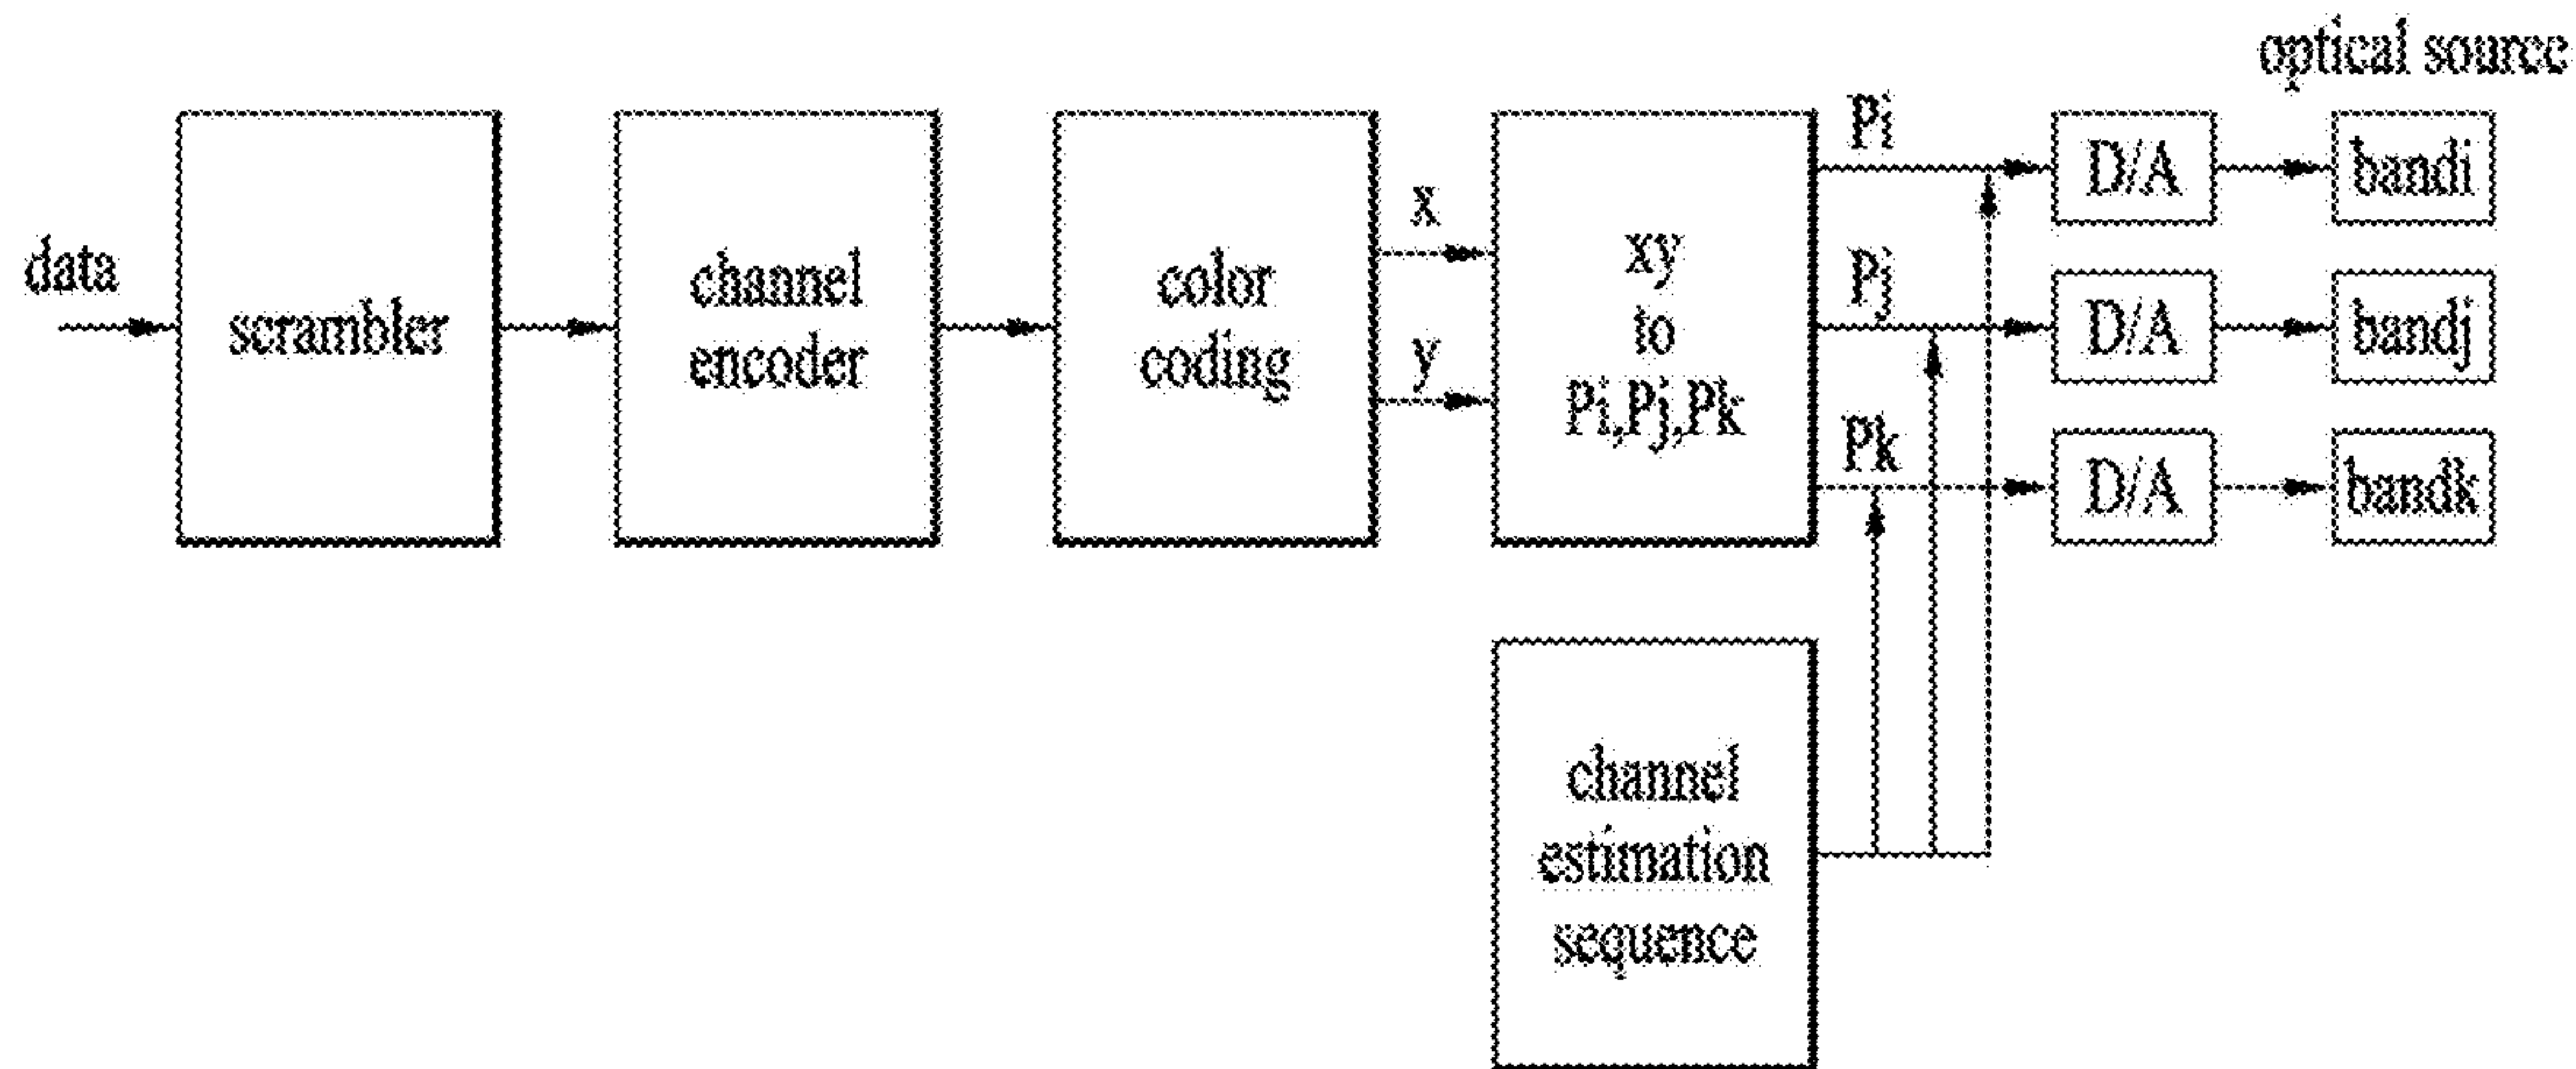 optical source
data
scrambler
channel
encoder
color
coding
x
y
xy
to
Pi,Pj,Pk
Pi
Pj
Pk
D/A
bandi
D/A
bandj
D/A
bandk
channel
estimation
sequence